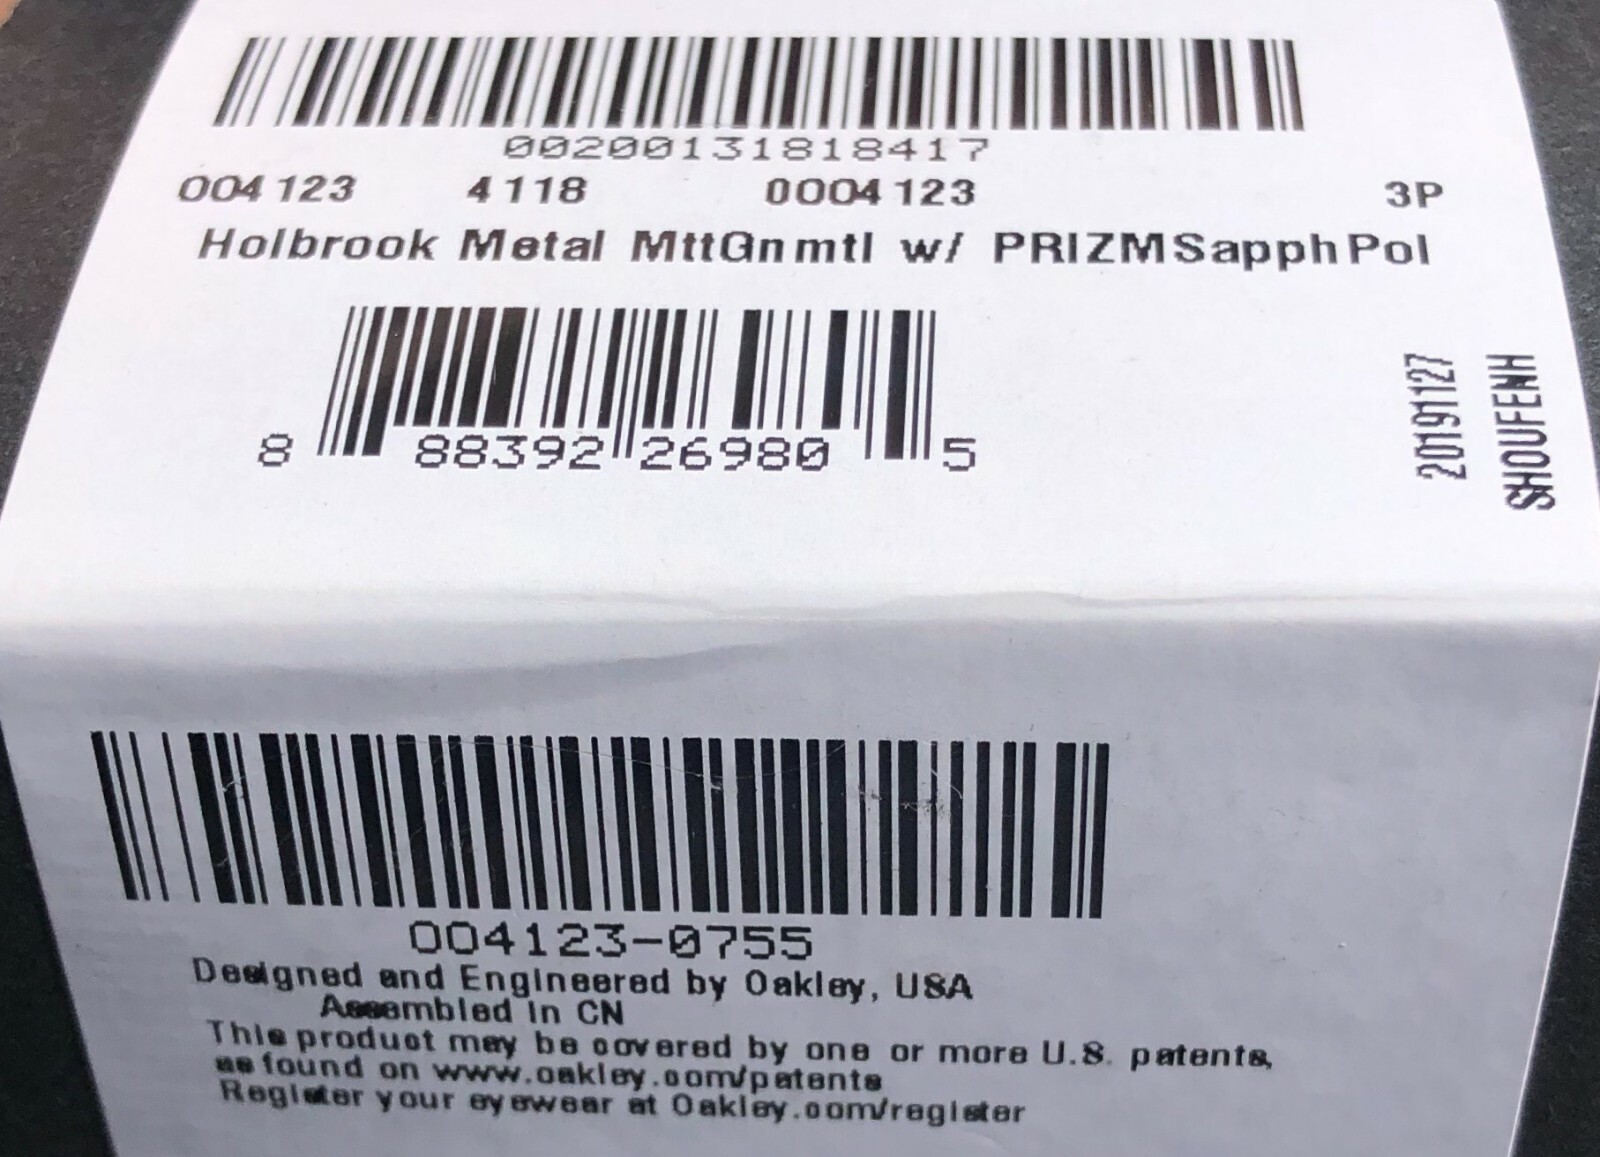 00200131818417
004123 4118 0004123 3P
Holbrook Metal MttGnmtl w/ PRIZMSapphPol
8 88392 26980 5
20191127
SHOUFENH
004123-0755
Designed and Engineered by Oakley, USA
Assembled in CN
This product may be covered by one or more U.S. patents,
as found on www.oakley.com/patents
Register your eyewear at Oakley.com/register